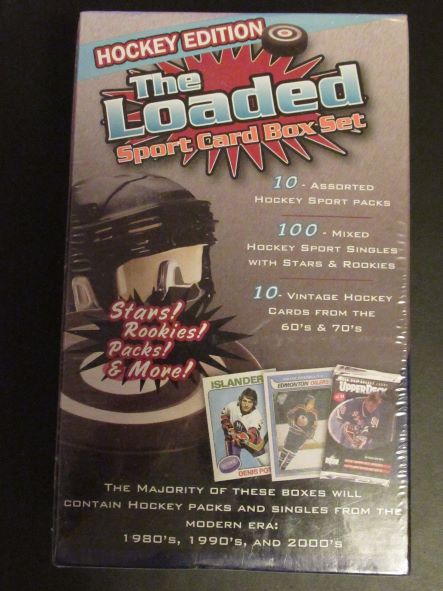 HOCKEY EDITION
The
Loaded
Sport Card Box Set
10 - ASSORTED
HOCKEY SPORT PACKS
100 - MIXED
HOCKEY SPORT SINGLES
WITH STARS & ROOKIES
10 - VINTAGE HOCKEY
CARDS FROM THE
60'S & 70'S
Stars!
Rookies!
Packs!
& More!
ISLANDER
DENIS POT
EDMONTON OILERS
UPPER DECK
THE MAJORITY OF THESE BOXES WILL
CONTAIN HOCKEY PACKS AND SINGLES FROM THE
MODERN ERA:
1980'S, 1990'S, AND 2000'S